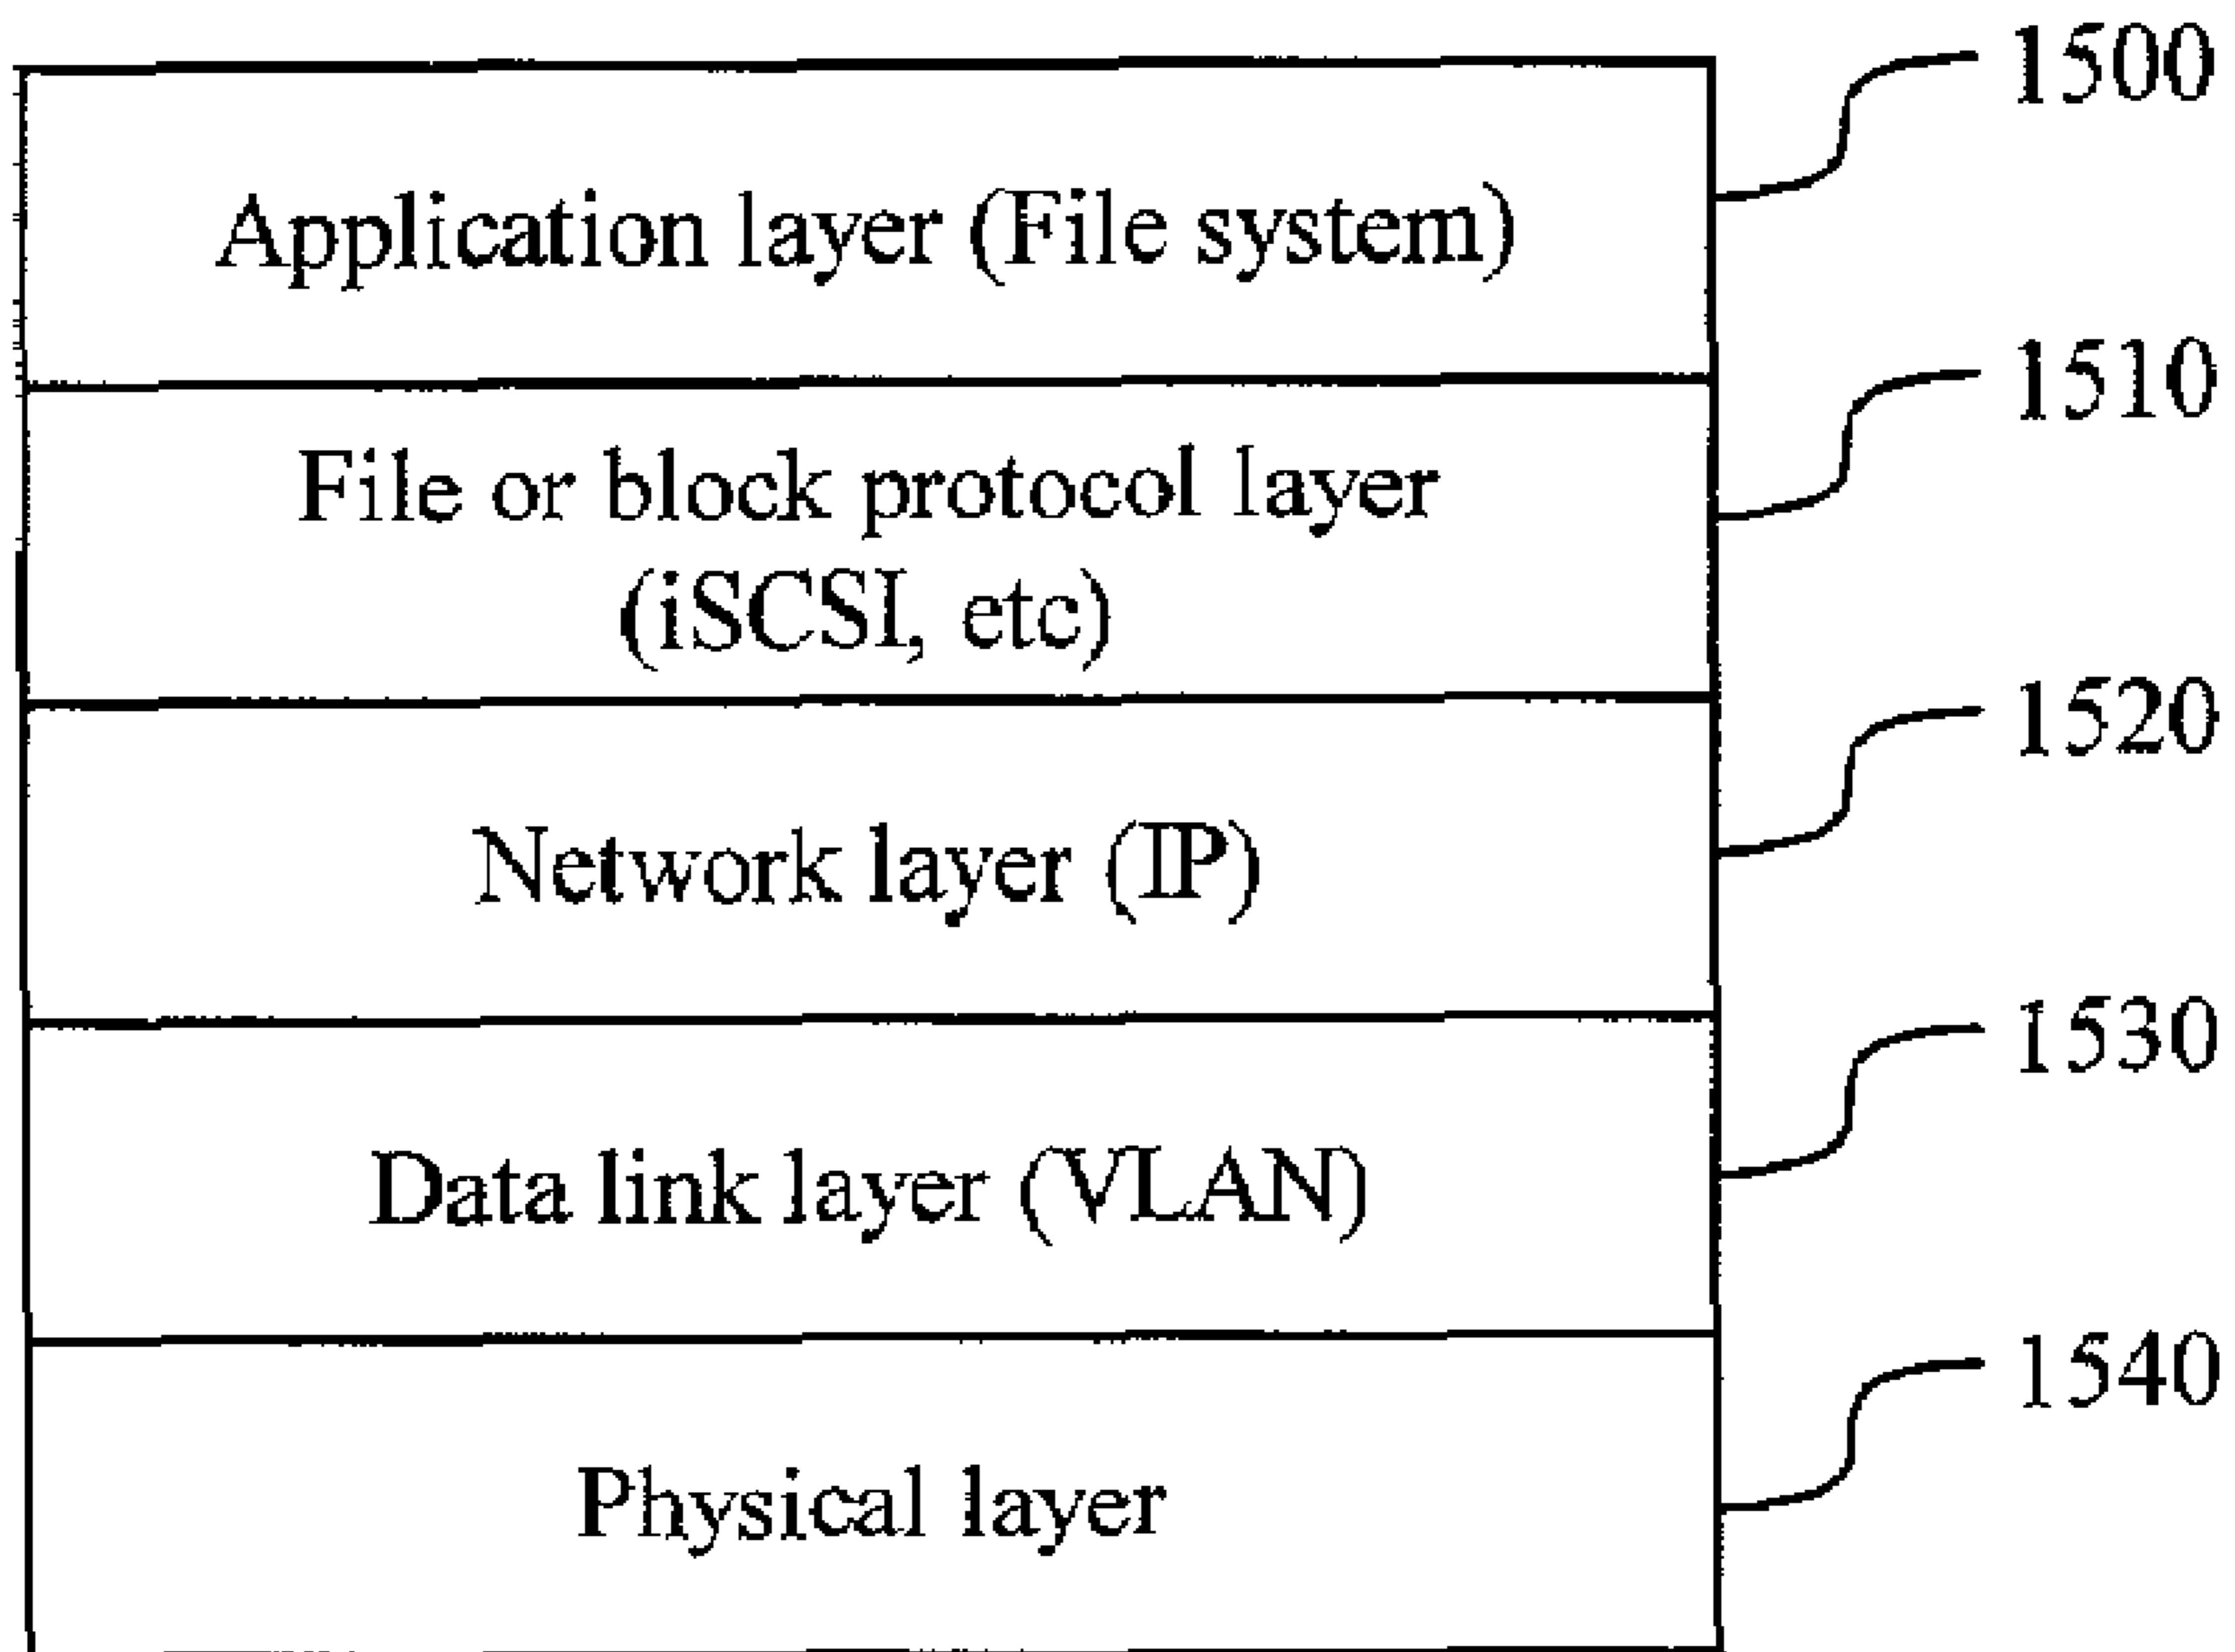 1500
Application layer (File system)
1510
File or block protocol layer
(iSCSI, etc)
1520
Network layer (IP)
1530
Data link layer (VLAN)
1540
Physical layer